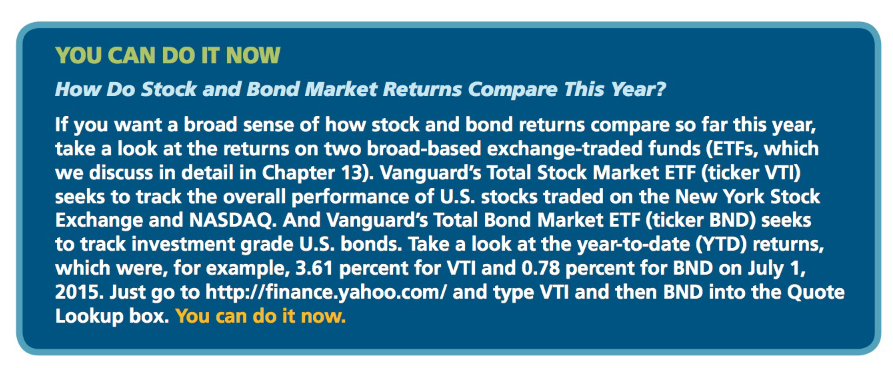 YOU CAN DO IT NOW
How Do Stock and Bond Market Returns Compare This Year?
If you want a broad sense of how stock and bond returns compare so far this year,
take a look at the returns on two broad-based exchange-traded funds (ETFs, which
we discuss in detail in Chapter 13). Vanguard’s Total Stock Market ETF (ticker VTI)
seeks to track the overall performance of U.S. stocks traded on the New York Stock
Exchange and NASDAQ. And Vanguard’s Total Bond Market ETF (ticker BND) seeks
to track investment grade U.S. bonds. Take a look at the year-to-date (YTD) returns,
which were, for example, 3.61 percent for VTI and 0.78 percent for BND on July 1,
2015. Just go to http://finance.yahoo.com/ and type VTI and then BND into the Quote
Lookup box. You can do it now.